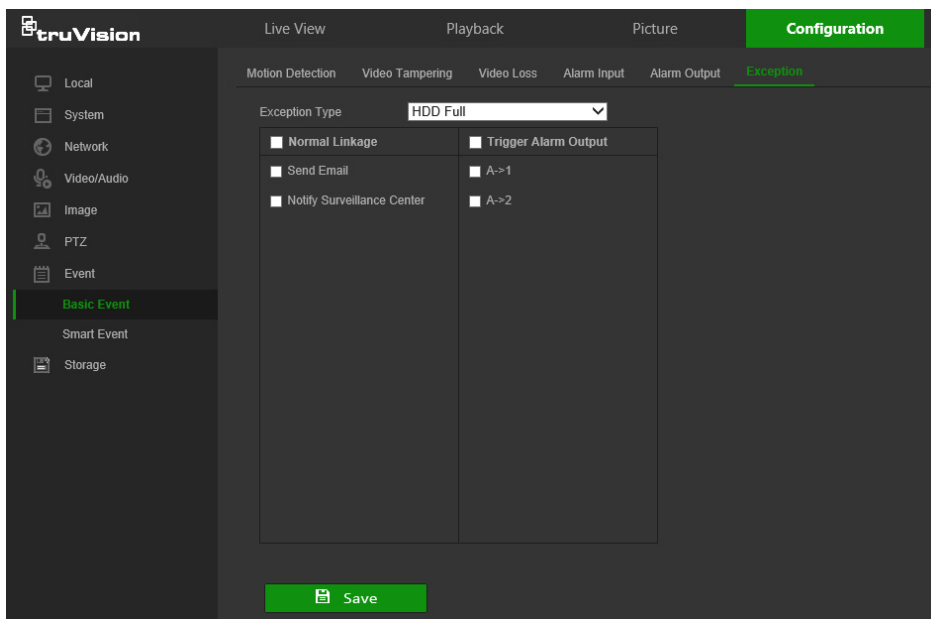 truVision
Live View Playback Picture Configuration
Motion Detection Video Tampering Video Loss Alarm Input Alarm Output Exception
Local
System
Network
Video/Audio
Image
PTZ
Event
Basic Event
Smart Event
Storage
Exception Type HDD Full
Normal Linkage Trigger Alarm Output
Send Email A->1
Notify Surveillance Center A->2
Save